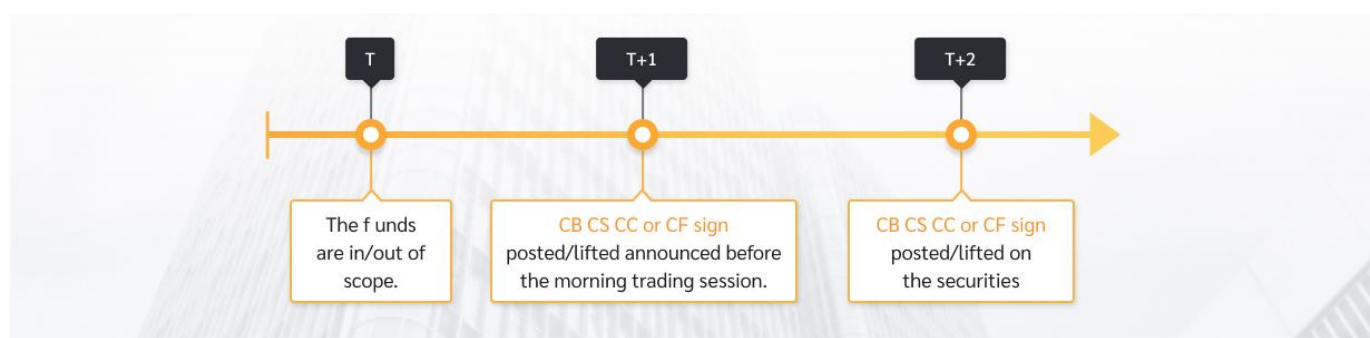 T
T+1
T+2
The f unds
are in/out of
scope.
CB CS CC or CF sign
posted/lifted announced before
the morning trading session.
CB CS CC or CF sign
posted/lifted on
the securities